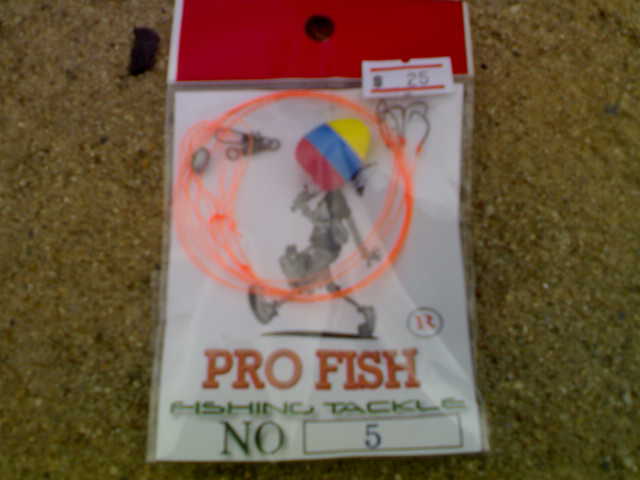 $ 25
PRO FISH
FISHING TACKLE
NO 5